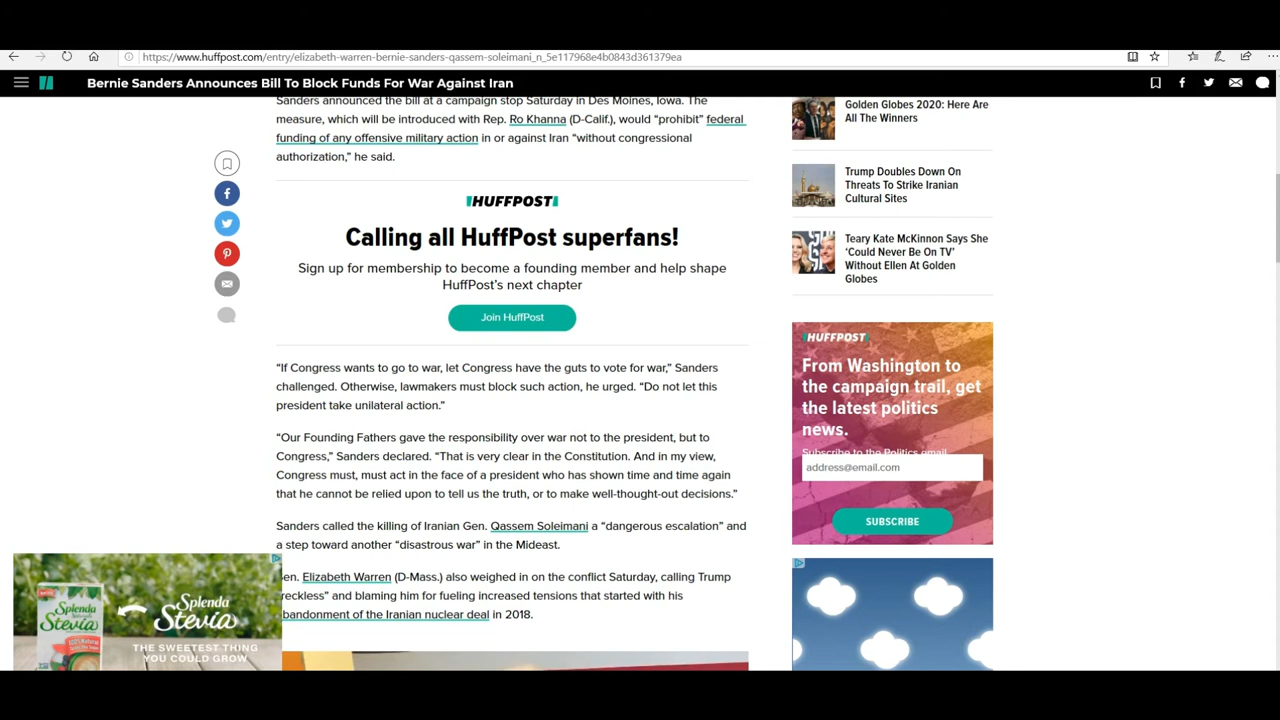 https://www.huffpost.com/entry/elizabeth-warren-bernie-sanders-qassem-soleimani_n_5e117968e4b0843d361379ea
Bernie Sanders Announces Bill To Block Funds For War Against Iran
Sanders announced the bill at a campaign stop Saturday in Des Moines, Iowa. The
measure, which will be introduced with Rep. Ro Khanna (D-Calif.), would “prohibit” federal
funding of any offensive military action in or against Iran “without congressional
authorization,” he said.
HUFFPOST
Calling all HuffPost superfans!
Sign up for membership to become a founding member and help shape
HuffPost’s next chapter
Join HuffPost
“If Congress wants to go to war, let Congress have the guts to vote for war,” Sanders
challenged. Otherwise, lawmakers must block such action, he urged. “Do not let this
president take unilateral action.”
“Our Founding Fathers gave the responsibility over war not to the president, but to
Congress,” Sanders declared. “That is very clear in the Constitution. And in my view,
Congress must, must act in the face of a president who has shown time and time again
that he cannot be relied upon to tell us the truth, or to make well-thought-out decisions.”
Sanders called the killing of Iranian Gen. Qassem Soleimani a “dangerous escalation” and
a step toward another “disastrous war” in the Mideast.
en. Elizabeth Warren (D-Mass.) also weighed in on the conflict Saturday, calling Trump
reckless” and blaming him for fueling increased tensions that started with his
bandonment of the Iranian nuclear deal in 2018.
Splenda
Naturals
Stevia
Splenda
Stevia
THE SWEETEST THING
YOU COULD GROW
Golden Globes 2020: Here Are
All The Winners
Trump Doubles Down On
Threats To Strike Iranian
Cultural Sites
Teary Kate McKinnon Says She
‘Could Never Be On TV’
Without Ellen At Golden
Globes
HUFFPOST
From Washington to
the campaign trail, get
the latest politics
news.
Subscribe to the Politics email.
address@email.com
SUBSCRIBE